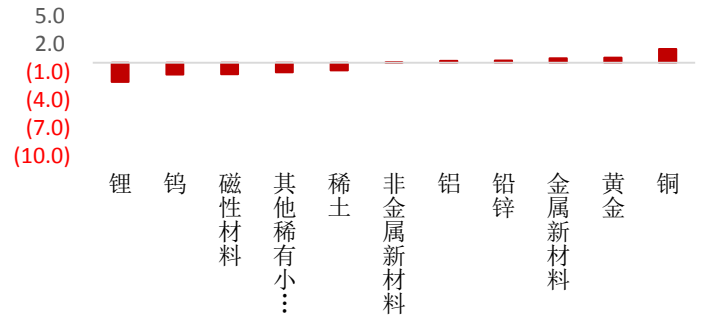 5.0
2.0
(1.0)
(4.0)
(7.0)
(10.0)
锂
钨
磁性材料
其他稀有小…
稀土
非金属新材料
铝
铅锌
金属新材料
黄金
铜